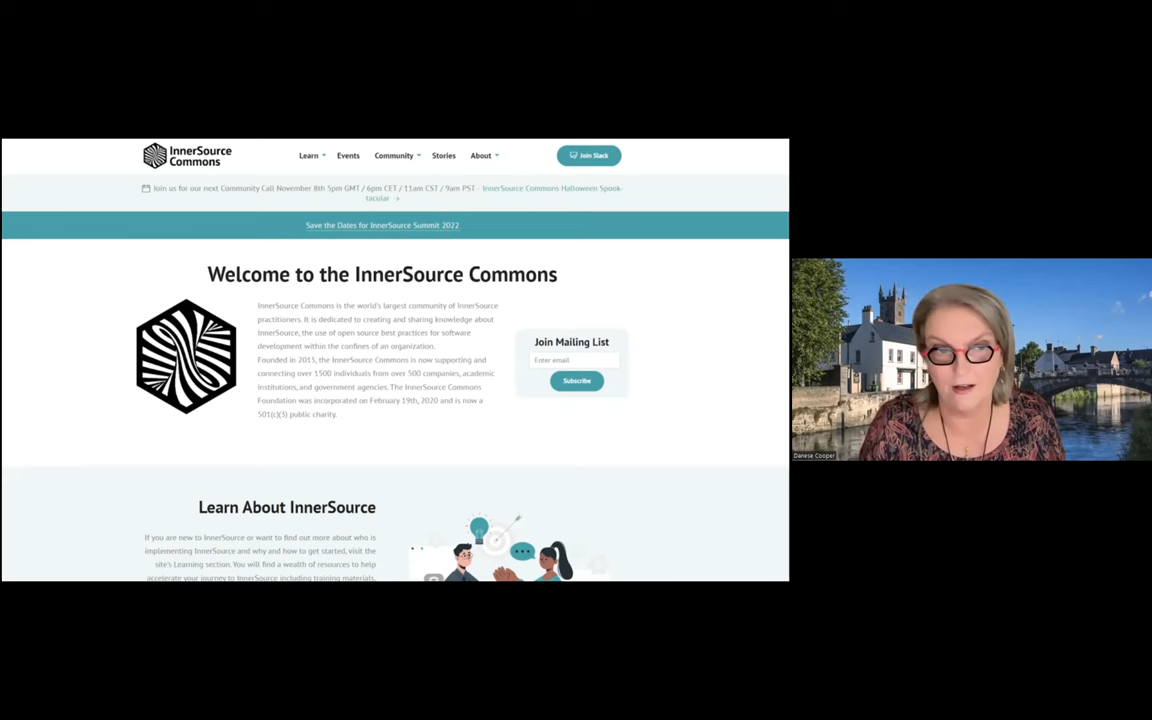 InnerSource
Commons
Learn
Events
Community
Stories
About
Join Slack
Join us for our next Community Call November 8th 5pm GMT / 6pm CET / 11am CST / 9am PST - InnerSource Commons Halloween Spook-
tacular →
Save the Dates for InnerSource Summit 2022
Welcome to the InnerSource Commons
InnerSource Commons is the world's largest community of InnerSource
practitioners. It is dedicated to creating and sharing knowledge about
InnerSource, the use of open source best practices for software
development within the confines of an organization.
Founded in 2015, the InnerSource Commons is now supporting and
connecting over 1500 individuals from over 500 companies, academic
institutions, and government agencies. The InnerSource Commons
Foundation was incorporated on February 19th, 2020 and is now a
501(c)(3) public charity.
Join Mailing List
Enter email
Subscribe
Learn About InnerSource
If you are new to InnerSource or want to find out more about who is
implementing InnerSource and why and how to get started, visit the
site's Learning section. You will find a wealth of resources to help
accelerate your journey to InnerSource including training materials,
Danese Cooper